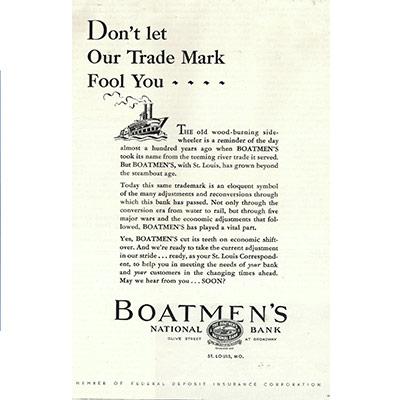 Don't let
Our Trade Mark
Fool You - - - -
THE old wood-burning side-
wheeler is a reminder of the day
almost a hundred years ago when BOATMEN'S
took its name from the teeming river trade it served.
But BOATMEN'S, with St. Louis, has grown beyond
the steamboat age.
Today this same trademark is an eloquent symbol
of the many adjustments and reconversions through
which this bank has passed. Not only through the
conversion era from water to rail, but through five
major wars and the economic adjustments that fol-
lowed, BOATMEN'S has played a vital part.
Yes, BOATMEN'S cut its teeth on economic shift-
over. And we're ready to take the current adjustment
in our stride . . . ready, as your St. Louis Correspond-
ent, to help you in meeting the needs of your bank
and your customers in the changing times ahead.
May we hear from you . . . SOON?
BOATMEN'S
NATIONAL BANK
OLIVE STREET AT BROADWAY
ST. LOUIS, MO.
MEMBER OF FEDERAL DEPOSIT INSURANCE CORPORATION